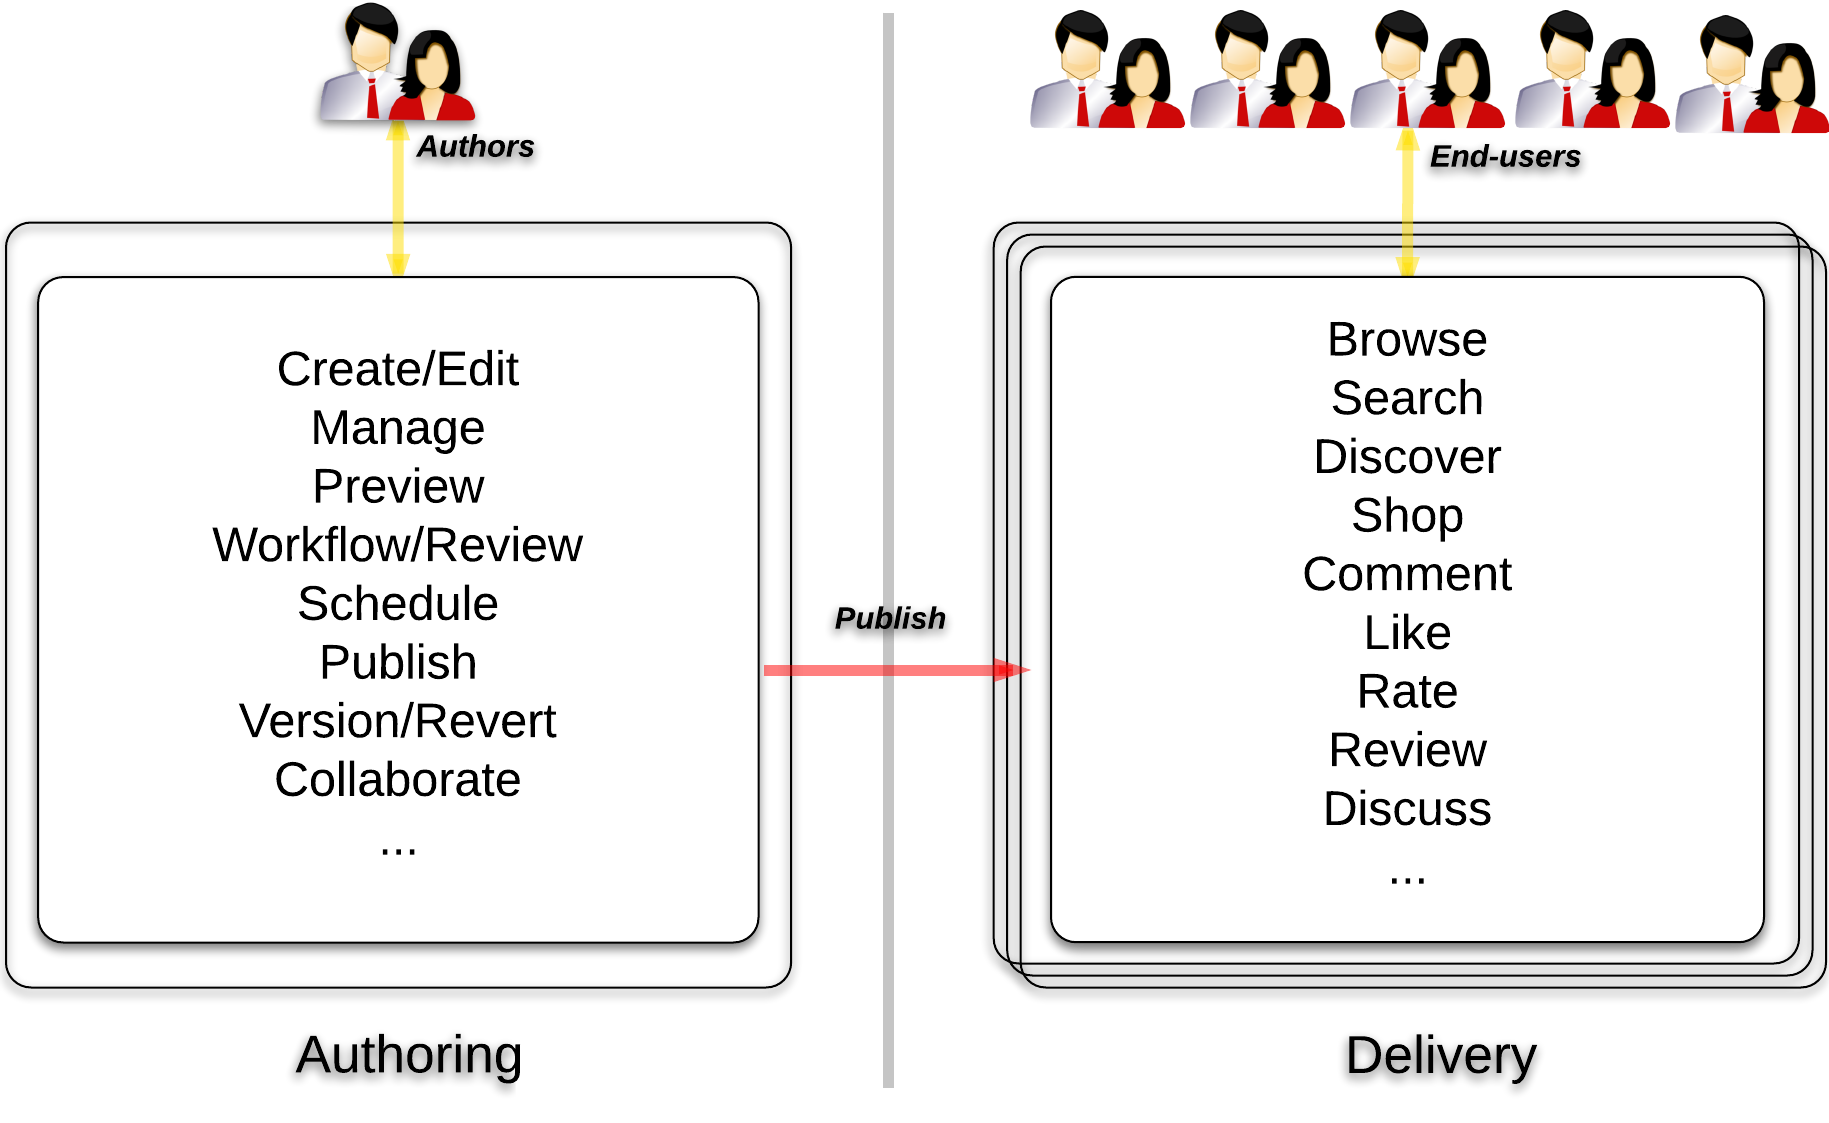 Authors
Create/Edit
Manage
Preview
Workflow/Review
Schedule
Publish
Version/Revert
Collaborate
...
Authoring
Publish
End-users
Browse
Search
Discover
Shop
Comment
Like
Rate
Review
Discuss
...
Delivery